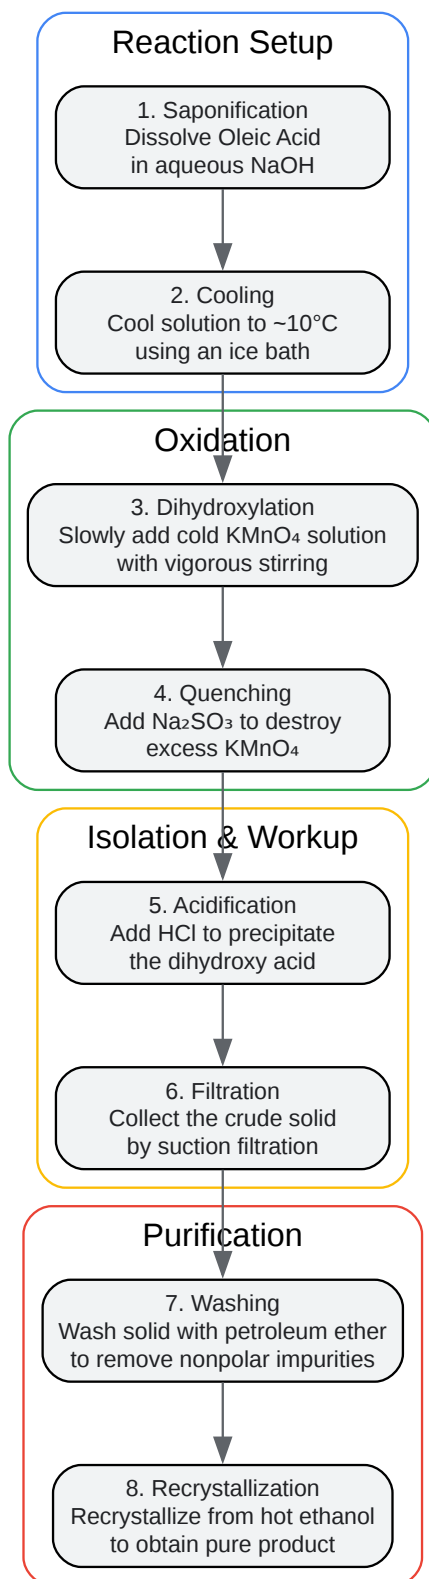 Reaction Setup
1. Saponification
Dissolve Oleic Acid
in aqueous NaOH
2. Cooling
Cool solution to ~10°C
using an ice bath
Oxidation
3. Dihydroxylation
Slowly add cold KMnO₄ solution
with vigorous stirring
4. Quenching
Add Na₂SO₃ to destroy
excess KMnO₄
Isolation & Workup
5. Acidification
Add HCl to precipitate
the dihydroxy acid
6. Filtration
Collect the crude solid
by suction filtration
Purification
7. Washing
Wash solid with petroleum ether
to remove nonpolar impurities
8. Recrystallization
Recrystallize from hot ethanol
to obtain pure product